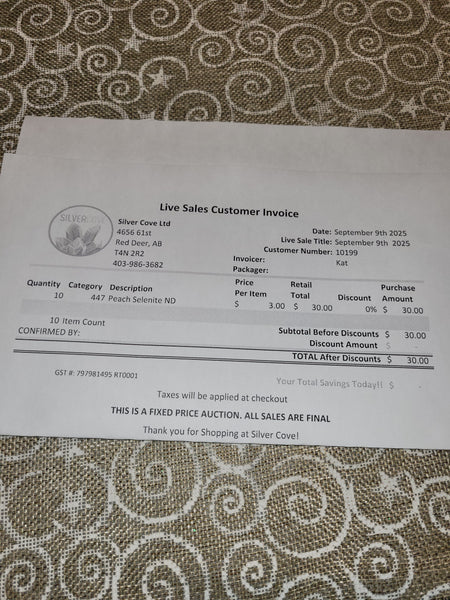 Live Sales Customer Invoice
SILVER COVE
Silver Cove Ltd
4656 61st
Red Deer, AB
T4N 2R2
403-986-3682
Date: September 9th 2025
Live Sale Title: September 9th 2025
Customer Number: 10199
Invoicer: Kat
Packager:
Quantity Category Description Price Per Item Retail Total Discount Purchase Amount
10 447 Peach Selenite ND $ 3.00 $ 30.00 0% $ 30.00
10 Item Count
Subtotal Before Discounts $ 30.00
CONFIRMED BY:
Discount Amount $ -
TOTAL After Discounts $ 30.00
GST #: 797981495 RT0001
Your Total Savings Today!! $ -
Taxes will be applied at checkout
THIS IS A FIXED PRICE AUCTION. ALL SALES ARE FINAL
Thank you for Shopping at Silver Cove!